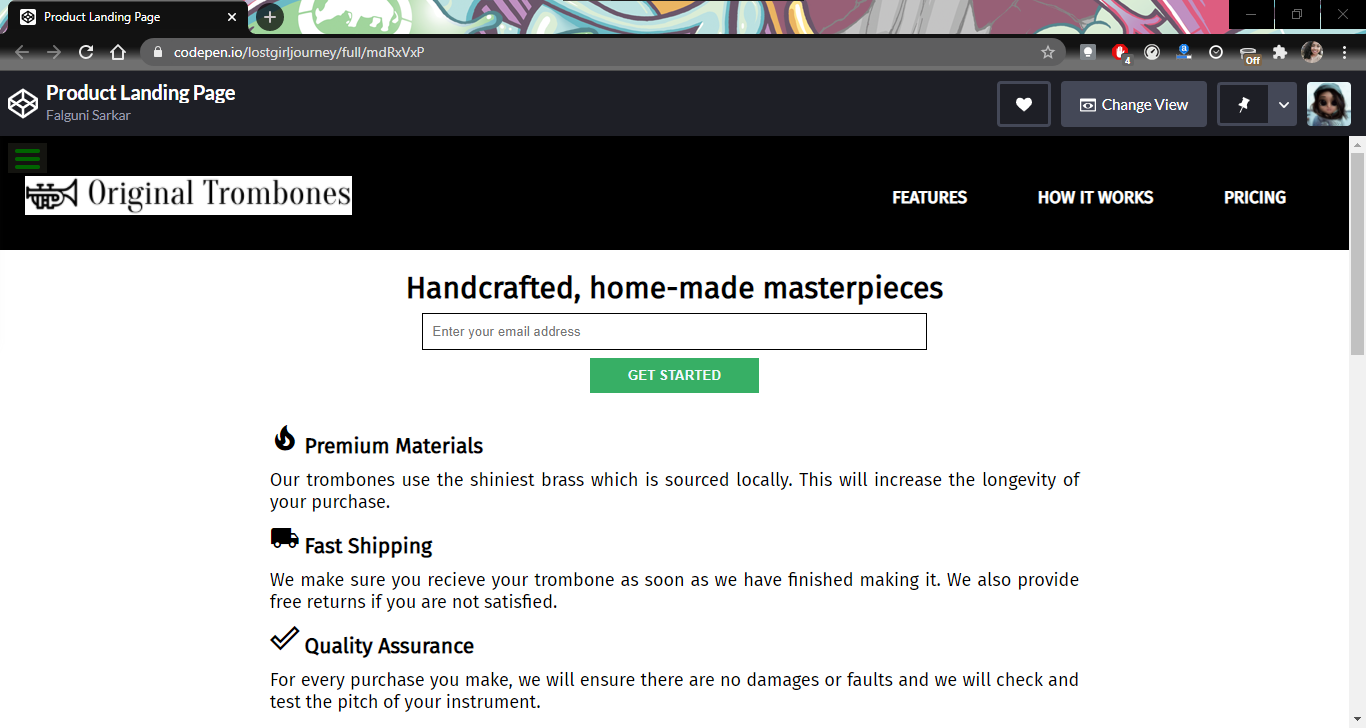 Product Landing Page
codepen.io/lostgirljourney/full/mdRxVxP
4
a
Off
Product Landing Page
Falguni Sarkar
Change View
Original Trombones
FEATURES HOW IT WORKS PRICING
Handcrafted, home-made masterpieces
Enter your email address
GET STARTED
Premium Materials
Our trombones use the shiniest brass which is sourced locally. This will increase the longevity of
your purchase.
Fast Shipping
We make sure you recieve your trombone as soon as we have finished making it. We also provide
free returns if you are not satisfied.
Quality Assurance
For every purchase you make, we will ensure there are no damages or faults and we will check and
test the pitch of your instrument.